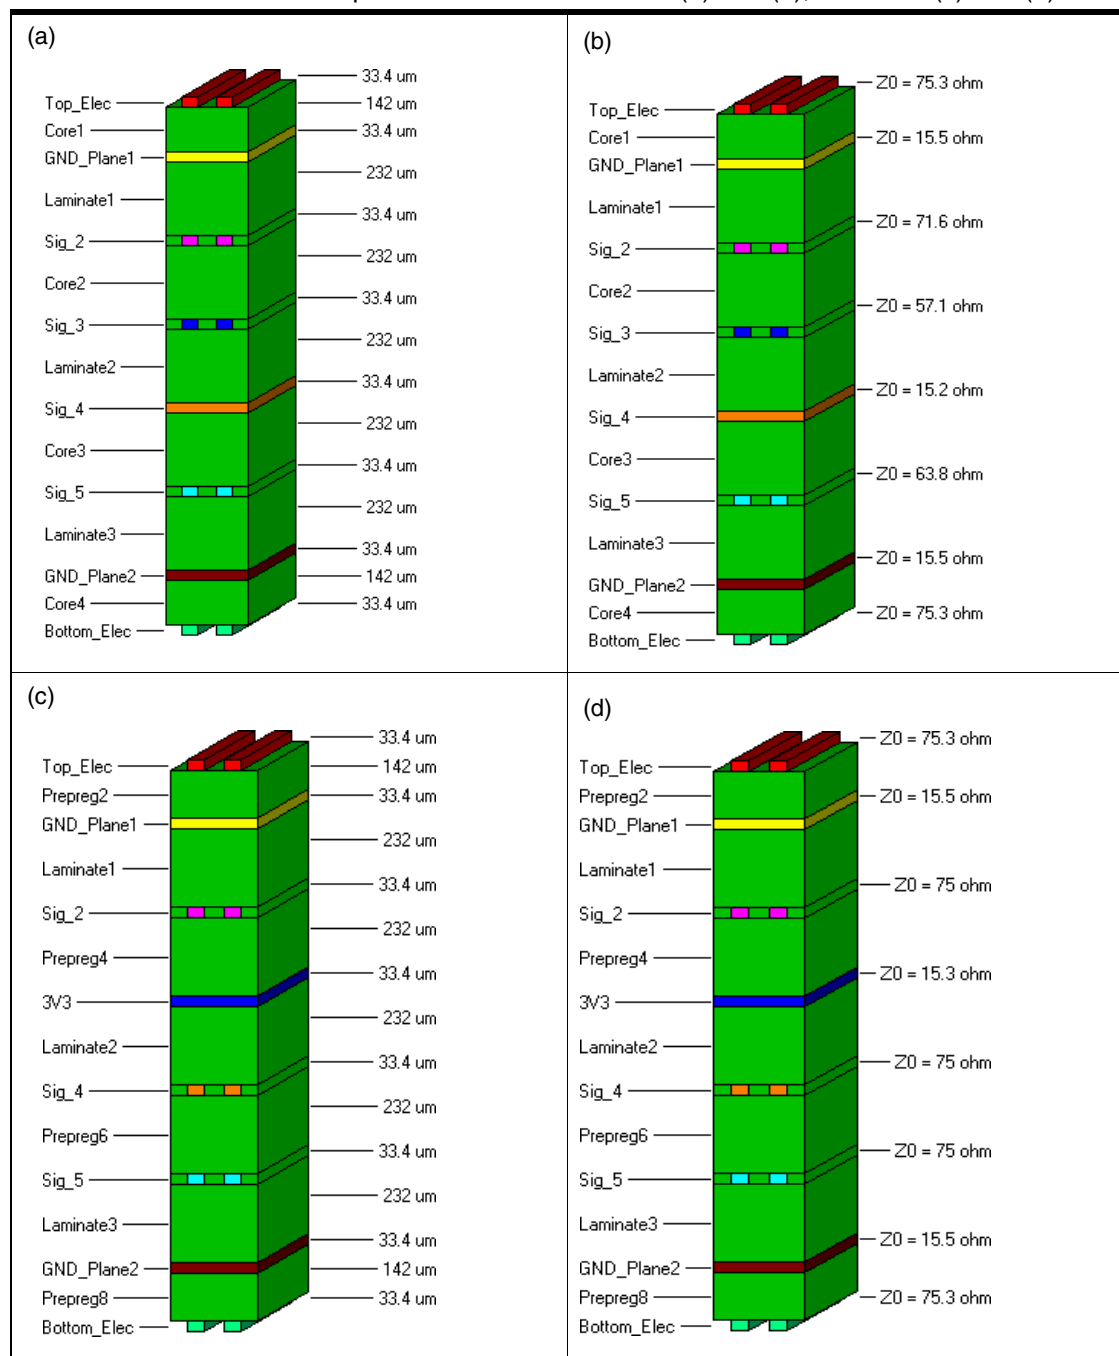 (a)
33.4 um
Top_Elec
142 um
Core1
33.4 um
GND_Plane1
232 um
Laminate1
33.4 um
Sig_2
232 um
Core2
33.4 um
Sig_3
232 um
Laminate2
33.4 um
Sig_4
232 um
Core3
33.4 um
Sig_5
232 um
Laminate3
33.4 um
GND_Plane2
142 um
Core4
33.4 um
Bottom_Elec
(b)
Z0 = 75.3 ohm
Top_Elec
Core1
Z0 = 15.5 ohm
GND_Plane1
Laminate1
Z0 = 71.6 ohm
Sig_2
Core2
Z0 = 57.1 ohm
Sig_3
Laminate2
Z0 = 15.2 ohm
Sig_4
Core3
Z0 = 63.8 ohm
Sig_5
Laminate3
Z0 = 15.5 ohm
GND_Plane2
Core4
Z0 = 75.3 ohm
Bottom_Elec
(c)
33.4 um
Top_Elec
142 um
Prepreg2
33.4 um
GND_Plane1
232 um
Laminate1
33.4 um
Sig_2
232 um
Prepreg4
33.4 um
3V3
232 um
Laminate2
33.4 um
Sig_4
232 um
Prepreg6
33.4 um
Sig_5
232 um
Laminate3
33.4 um
GND_Plane2
142 um
Prepreg8
33.4 um
Bottom_Elec
(d)
Z0 = 75.3 ohm
Top_Elec
Prepreg2
Z0 = 15.5 ohm
GND_Plane1
Laminate1
Z0 = 75 ohm
Sig_2
Prepreg4
Z0 = 15.3 ohm
3V3
Laminate2
Z0 = 75 ohm
Sig_4
Prepreg6
Z0 = 75 ohm
Sig_5
Laminate3
Z0 = 15.5 ohm
GND_Plane2
Prepreg8
Z0 = 75.3 ohm
Bottom_Elec